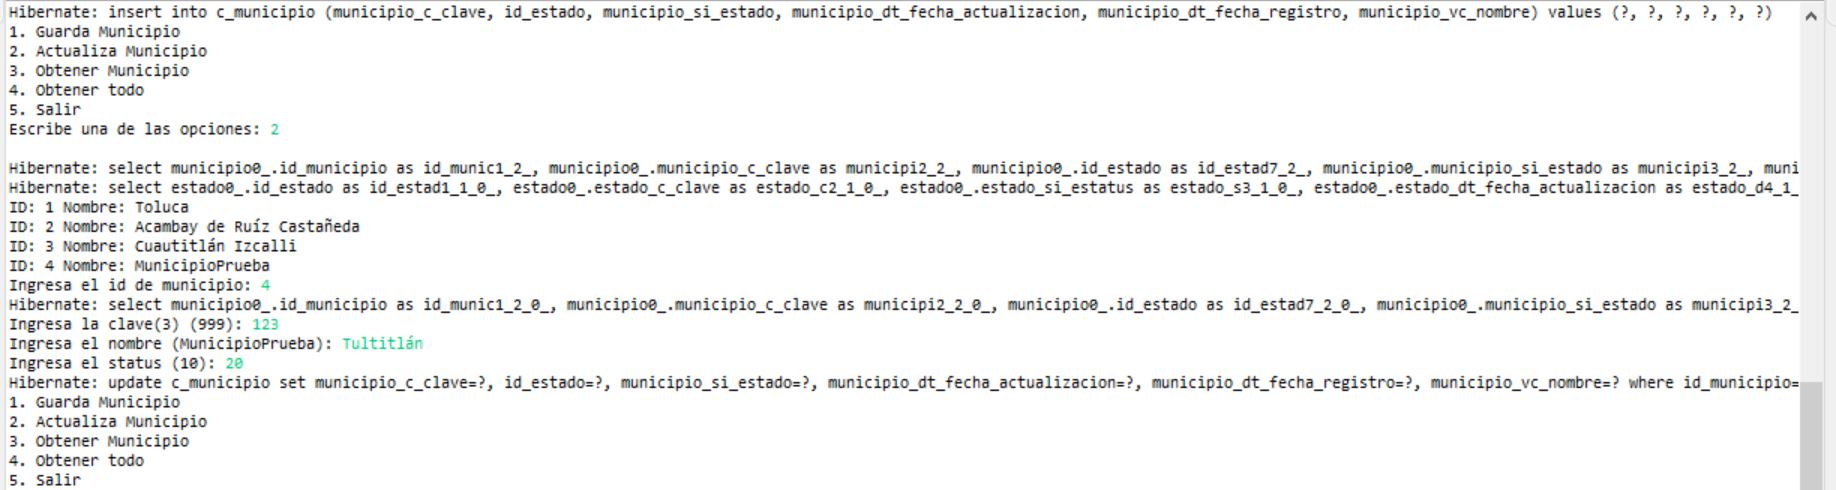 Hibernate: insert into c_municipio (municipio_c_clave, id_estado, municipio_si_estado, municipio_dt_fecha_actualizacion, municipio_dt_fecha_registro, municipio_vc_nombre) values (?, ?, ?, ?, ?, ?)
1. Guarda Municipio
2. Actualiza Municipio
3. Obtener Municipio
4. Obtener todo
5. Salir
Escribe una de las opciones: 2
Hibernate: select municipio0_.id_municipio as id_munic1_2_, municipio0_.municipio_c_clave as municipi2_2_, municipio0_.id_estado as id_estad7_2_, municipio0_.municipio_si_estado as municipi3_2_, muni
Hibernate: select estado0_.id_estado as id_estad1_1_0_, estado0_.estado_c_clave as estado_c2_1_0_, estado0_.estado_si_estatus as estado_s3_1_0_, estado0_.estado_dt_fecha_actualizacion as estado_d4_1_
ID: 1 Nombre: Toluca
ID: 2 Nombre: Acambay de Ruíz Castañeda
ID: 3 Nombre: Cuautitlán Izcalli
ID: 4 Nombre: MunicipioPrueba
Ingresa el id de municipio: 4
Hibernate: select municipio0_.id_municipio as id_munic1_2_0_, municipio0_.municipio_c_clave as municipi2_2_0_, municipio0_.id_estado as id_estad7_2_0_, municipio0_.municipio_si_estado as municipi3_2_
Ingresa la clave(3) (999): 123
Ingresa el nombre (MunicipioPrueba): Tultitlán
Ingresa el status (10): 20
Hibernate: update c_municipio set municipio_c_clave=?, id_estado=?, municipio_si_estado=?, municipio_dt_fecha_actualizacion=?, municipio_dt_fecha_registro=?, municipio_vc_nombre=? where id_municipio=
1. Guarda Municipio
2. Actualiza Municipio
3. Obtener Municipio
4. Obtener todo
5. Salir